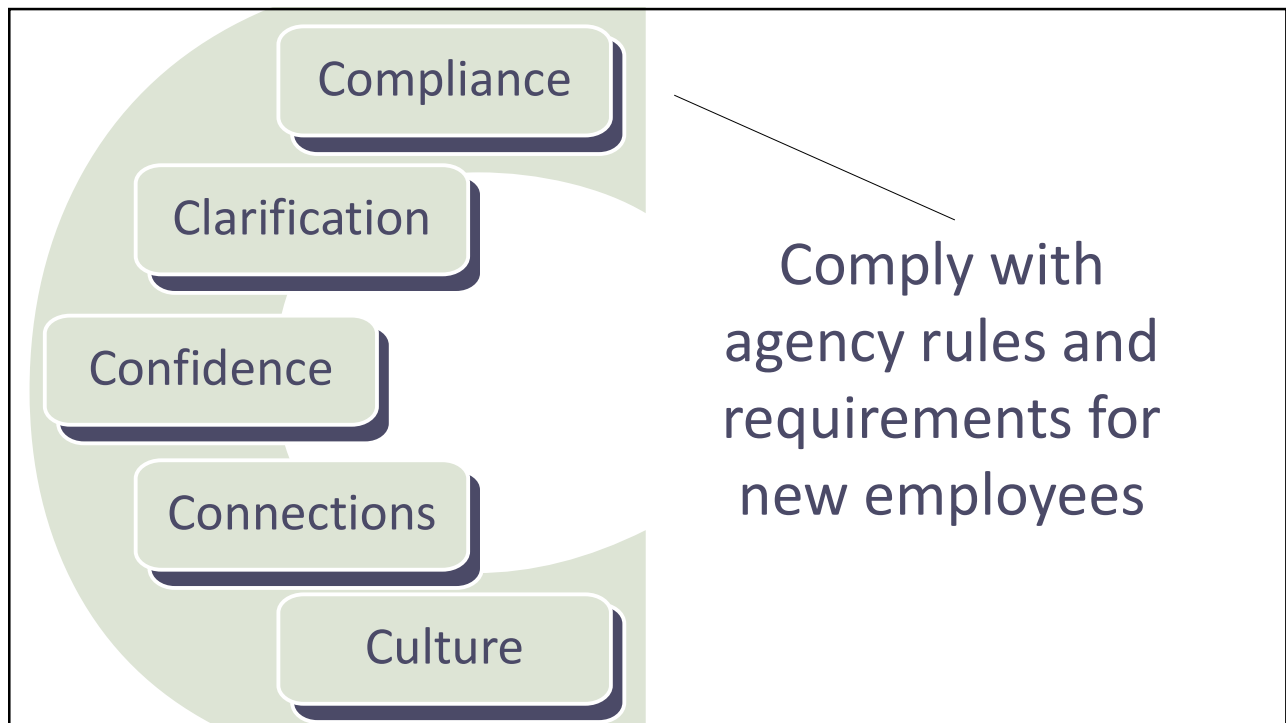 Compliance
Clarification
Confidence
Connections
Culture
Comply with
agency rules and
requirements for
new employees